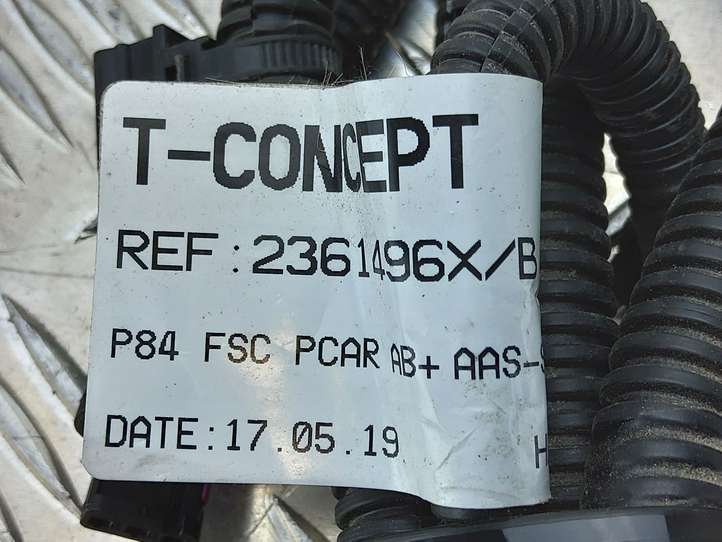 T-CONCEPT
REF:2361496X/B
P84 FSC PCAR AB+ AAS-S
DATE:17.05.19
H